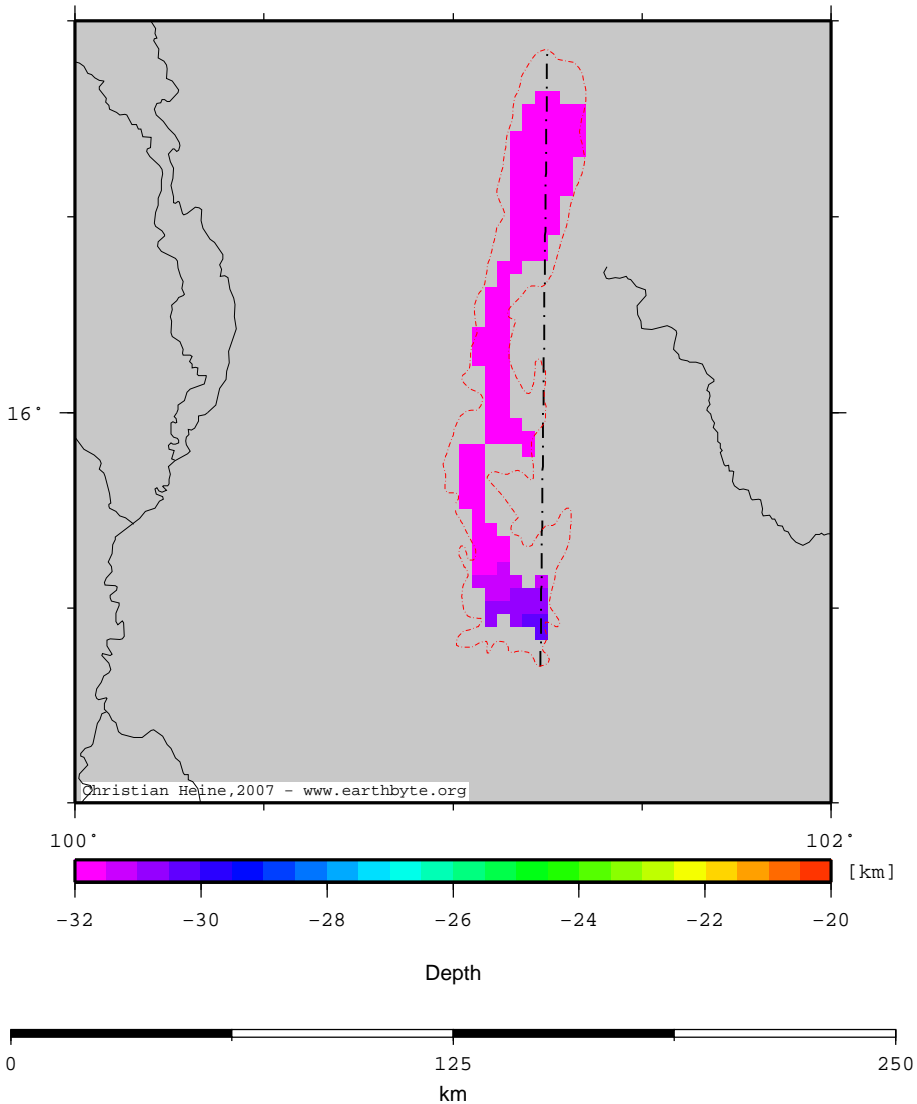 16°
Christian Heine,2007 - www.earthbyte.org
100° 102°
[km]
-32 -30 -28 -26 -24 -22 -20
Depth
0 125 250
km